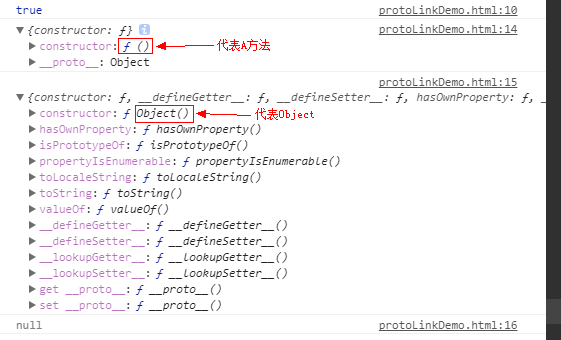 true protoLinkDemo.html:10
protoLinkDemo.html:14
▼{constructor: ƒ} i
▶ constructor: ƒ () 代表A方法
▶ __proto__: Object
protoLinkDemo.html:15
▼{constructor: ƒ, __defineGetter__: ƒ, __defineSetter__: ƒ, hasOwnProperty: ƒ, _
▶ constructor: ƒ Object() 代表Object
▶ hasOwnProperty: ƒ hasOwnProperty()
▶ isPrototypeOf: ƒ isPrototypeOf()
▶ propertyIsEnumerable: ƒ propertyIsEnumerable()
▶ toLocaleString: ƒ toLocaleString()
▶ toString: ƒ toString()
▶ valueOf: ƒ valueOf()
▶ __defineGetter__: ƒ __defineGetter__()
▶ __defineSetter__: ƒ __defineSetter__()
▶ __lookupGetter__: ƒ __lookupGetter__()
▶ __lookupSetter__: ƒ __lookupSetter__()
▶ get __proto__: ƒ __proto__()
▶ set __proto__: ƒ __proto__()
null protoLinkDemo.html:16